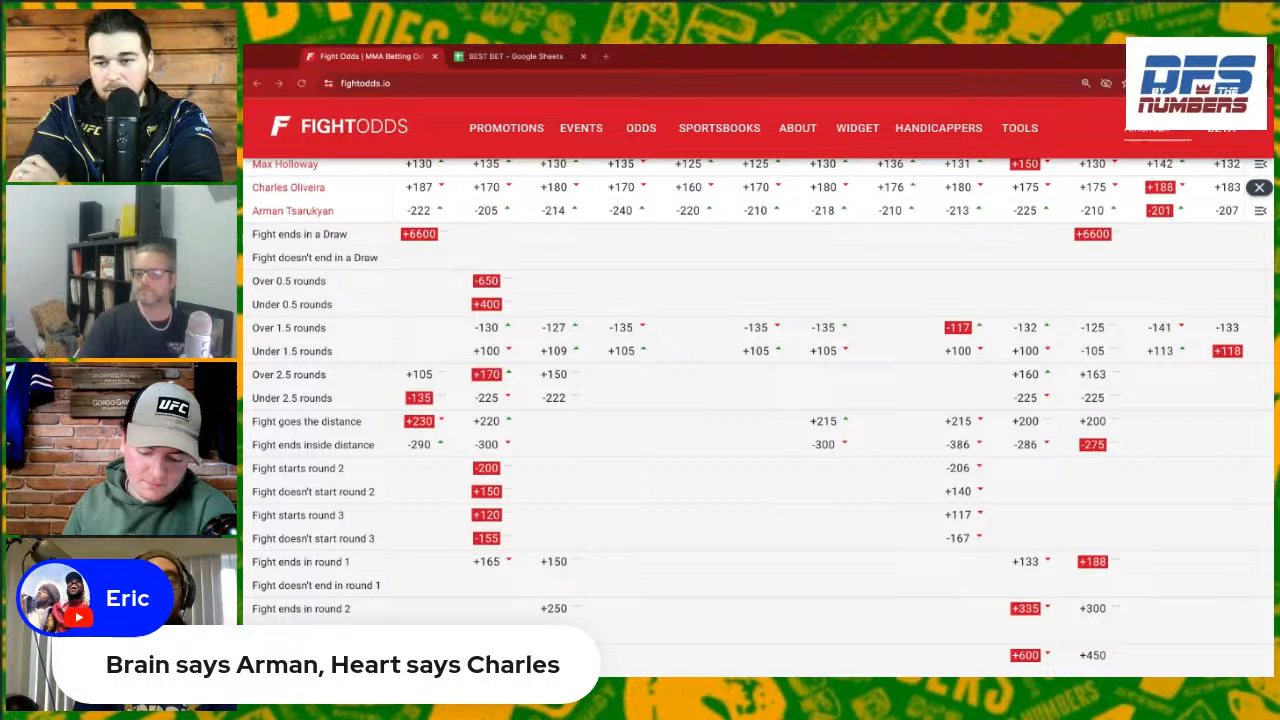 Fight Odds | MMA Betting Od
BEST BET - Google Sheets
fightodds.io
DFS
BY THE
NUMBERS
FIGHTODDS
PROMOTIONS EVENTS ODDS SPORTSBOOKS ABOUT WIDGET HANDICAPPERS TOOLS
Max Holloway +130 +135 +130 +135 +125 +125 +130 +136 +131 +150 +130 +142 +132
Charles Oliveira +187 +170 +180 +170 +160 +170 +180 +176 +180 +175 +175 +188 +183
Arman Tsarukyan -222 -205 -214 -240 -220 -210 -218 -210 -213 -225 -210 -201 -207
Fight ends in a Draw +6600 +6600
Fight doesn't end in a Draw
Over 0.5 rounds -650
Under 0.5 rounds +400
Over 1.5 rounds -130 -127 -135 -135 -135 -117 -132 -125 -141 -133
Under 1.5 rounds +100 +109 +105 +105 +105 +100 +100 -105 +113 +118
Over 2.5 rounds +105 +170 +150 +160 +163
Under 2.5 rounds -135 -225 -222 -225 -225
Fight goes the distance +230 +220 +215 +215 +200 +200
Fight ends inside distance -290 -300 -300 -386 -286 -275
Fight starts round 2 -200 -206
Fight doesn't start round 2 +150 +140
Fight starts round 3 +120 +117
Fight doesn't start round 3 -155 -167
Fight ends in round 1 +165 +150 +133 +188
Fight doesn't end in round 1
Fight ends in round 2 +250 +335 +300
+600 +450
UFC
UFC
Eric
Brain says Arman, Heart says Charles